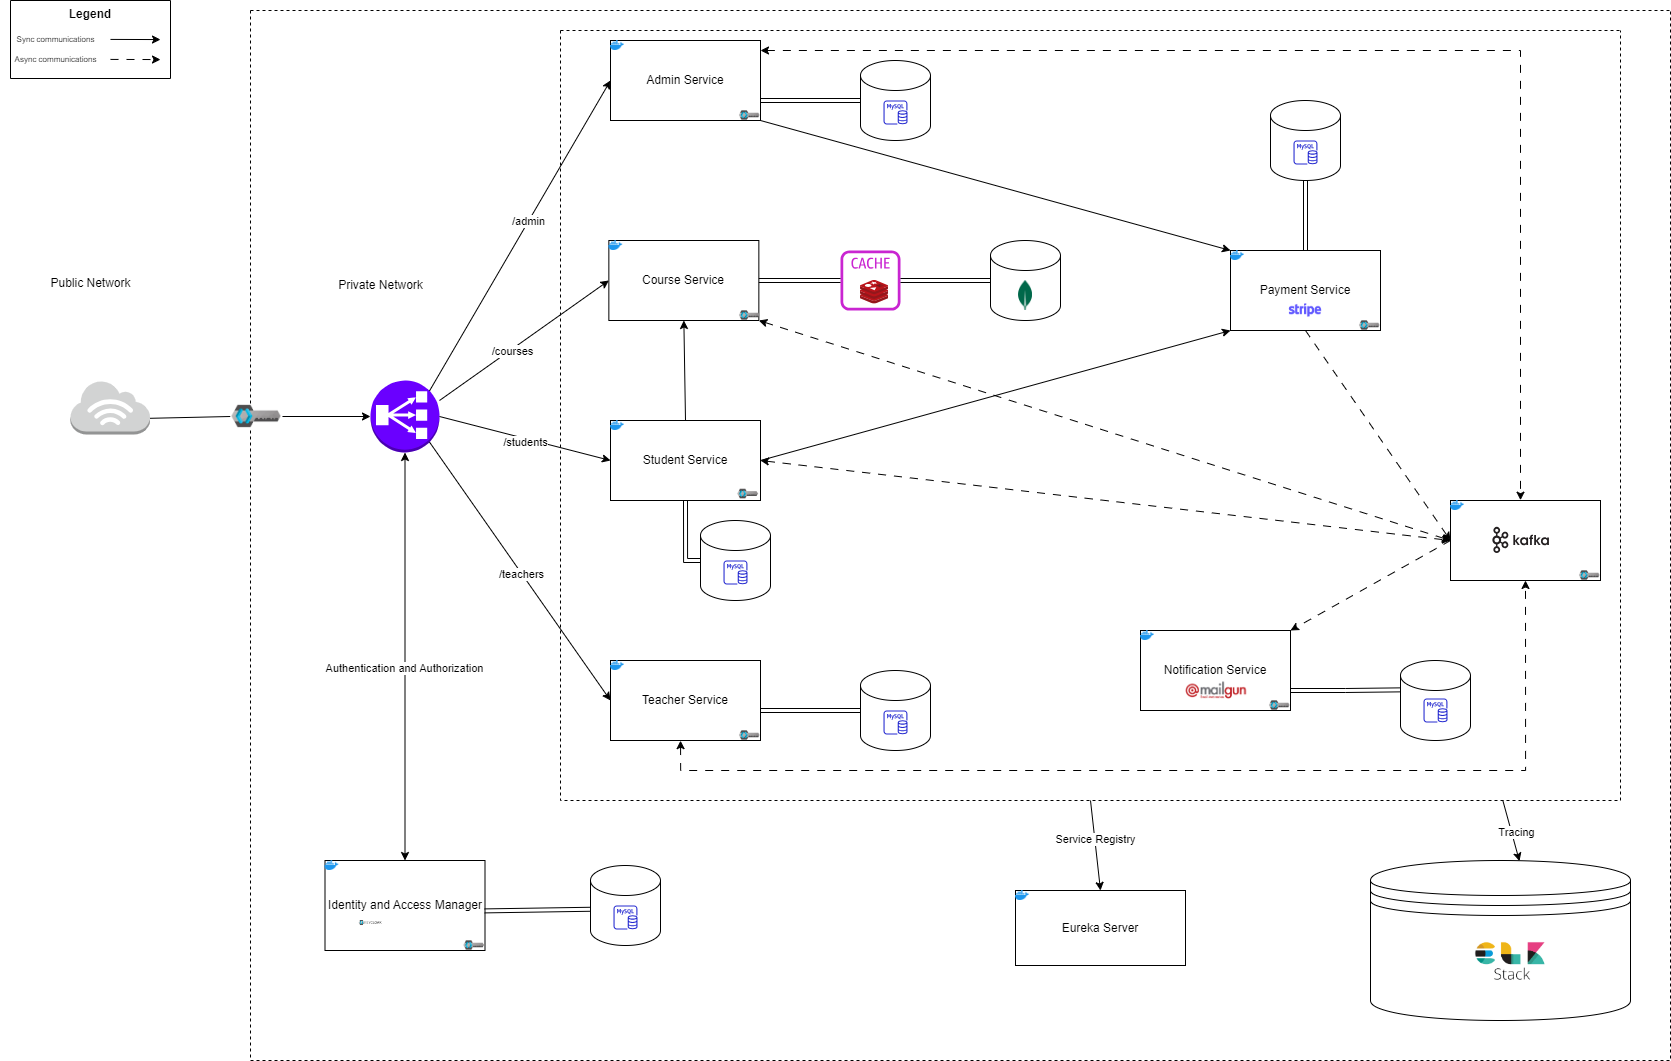 Legend
Sync communications
Async communications
Admin Service
MySQL
MySQL
/admin
Public Network
Private Network
Course Service
CACHE
Payment Service
stripe
/courses
/students
Student Service
kafka
MySQL
/teachers
Authentication and Authorization
Teacher Service
MySQL
Notification Service
@mailgun
MySQL
Service Registry
Tracing
Identity and Access Manager
MySQL
Eureka Server
ELK
Stack